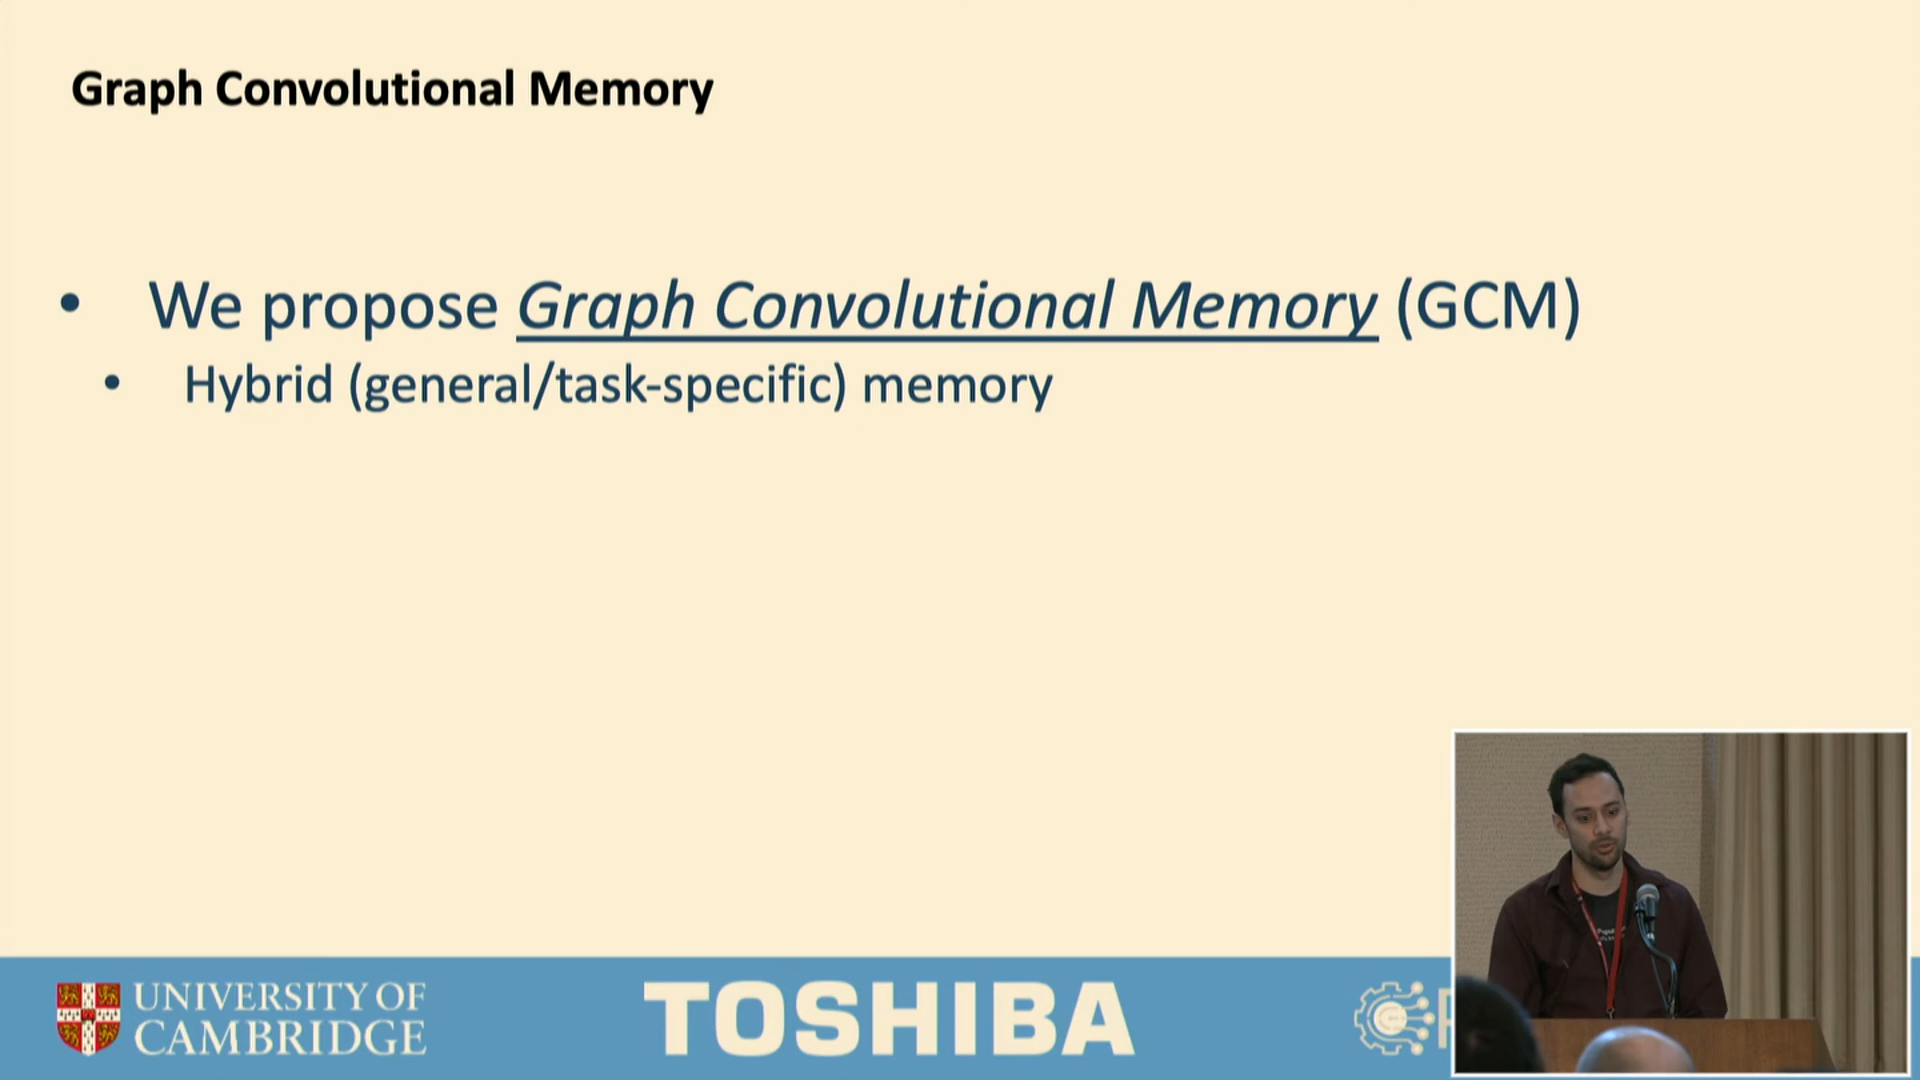 Graph Convolutional Memory
• We propose Graph Convolutional Memory (GCM)
• Hybrid (general/task-specific) memory
UNIVERSITY OF
CAMBRIDGE
TOSHIBA